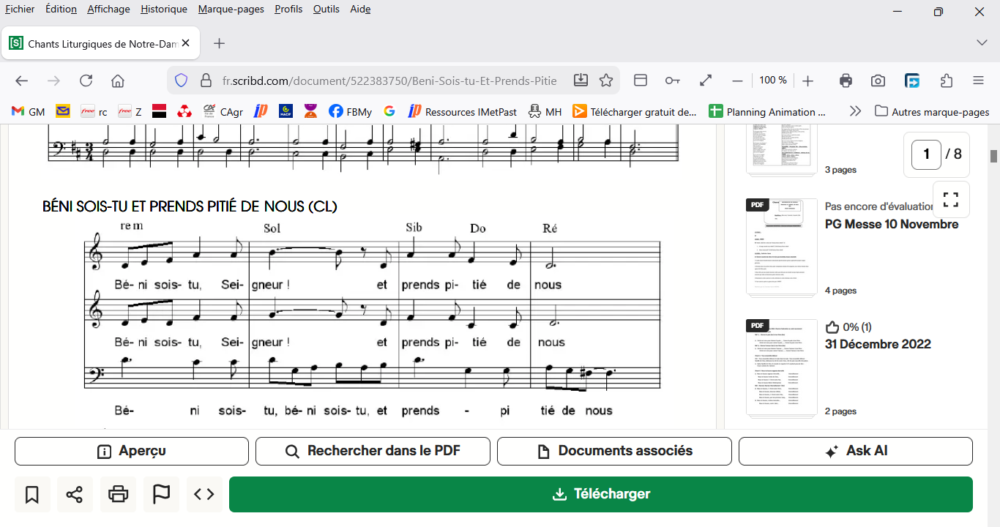 Fichier Édition Affichage Historique Marque-pages Profils Outils Aide
[S] Chants Liturgiques de Notre-Dam
fr.scribd.com/document/522383750/Beni-Sois-tu-Et-Prends-Pitie
100 %
GM free rc free Z CAgr MACIF FBMy Ressources IMetPast MH Télécharger gratuit de... Planning Animation ... Autres marque-pages
3 pages
1 / 8
BÉNI SOIS-TU ET PRENDS PITIÉ DE NOUS (CL)
re m Sol Sib Do Ré
Bé- ni sois- tu, Sei- gneur ! et prends pi- tié de nous
Bé- ni sois- tu, Sei- gneur ! et prends pi- tié de nous
Bé- ni sois- tu, bé- ni sois- tu, et prends - pi tié de nous
PDF
Pas encore d'évaluation
PG Messe 10 Novembre
4 pages
PDF
0% (1)
31 Décembre 2022
2 pages
Aperçu
Rechercher dans le PDF
Documents associés
Ask AI
Télécharger